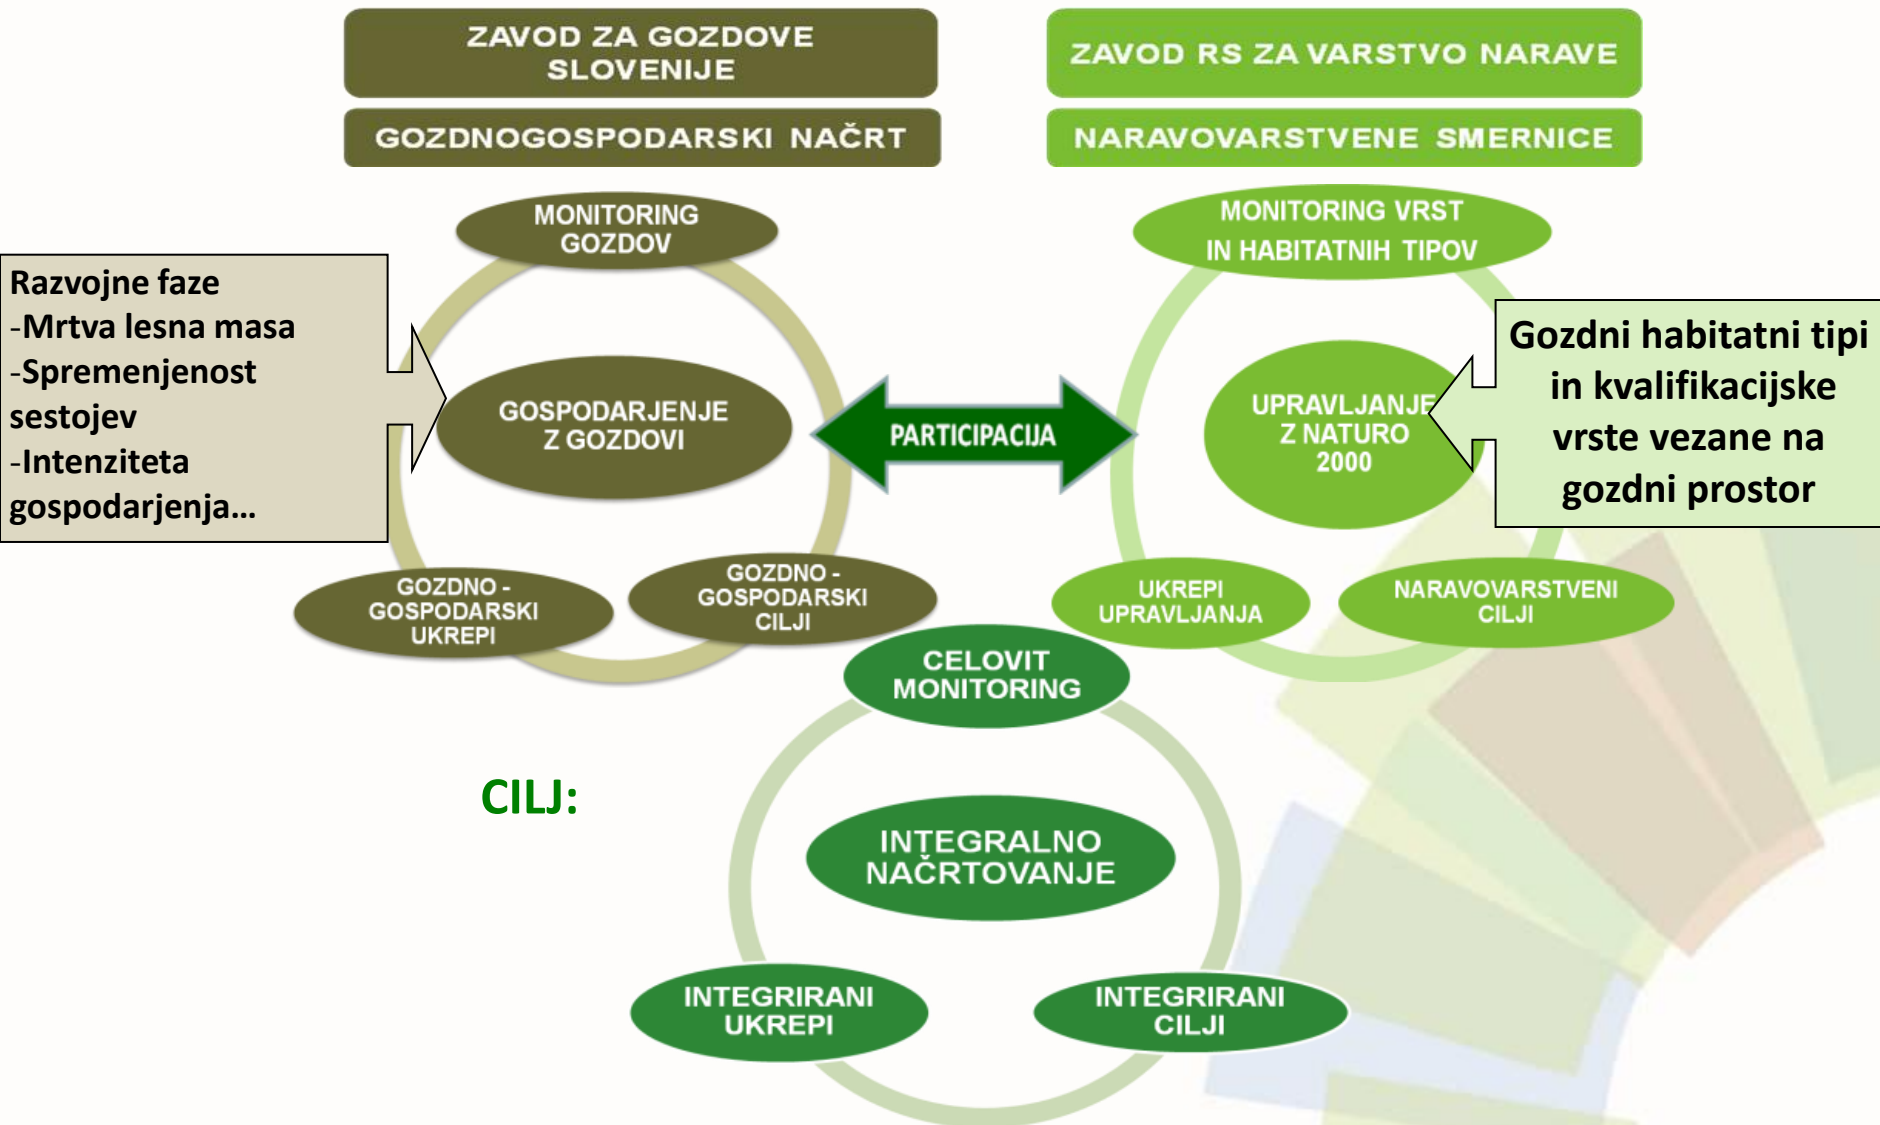 ZAVOD ZA GOZDOVE
SLOVENIJE
GOZDNOGOSPODARSKI NAČRT
ZAVOD RS ZA VARSTVO NARAVE
NARAVOVARSTVENE SMERNICE
MONITORING
GOZDOV
Razvojne faze
-Mrtva lesna masa
-Spremenjenost
sestojev
-Intenziteta
gospodarjenja...
GOSPODARJENJE
Z GOZDOVI
GOZDNO -
GOSPODARSKI
UKREPI
GOZDNO -
GOSPODARSKI
CILJI
PARTICIPACIJA
MONITORING VRST
IN HABITATNIH TIPOV
UPRAVLJANJE
Z NATURO
2000
Gozdni habitatni tipi
in kvalifikacijske
vrste vezane na
gozdni prostor
UKREPI
UPRAVLJANJA
NARAVOVARSTVENI
CILJI
CILJ:
CELOVIT
MONITORING
INTEGRALNO
NAČRTOVANJE
INTEGRIRANI
UKREPI
INTEGRIRANI
CILJI